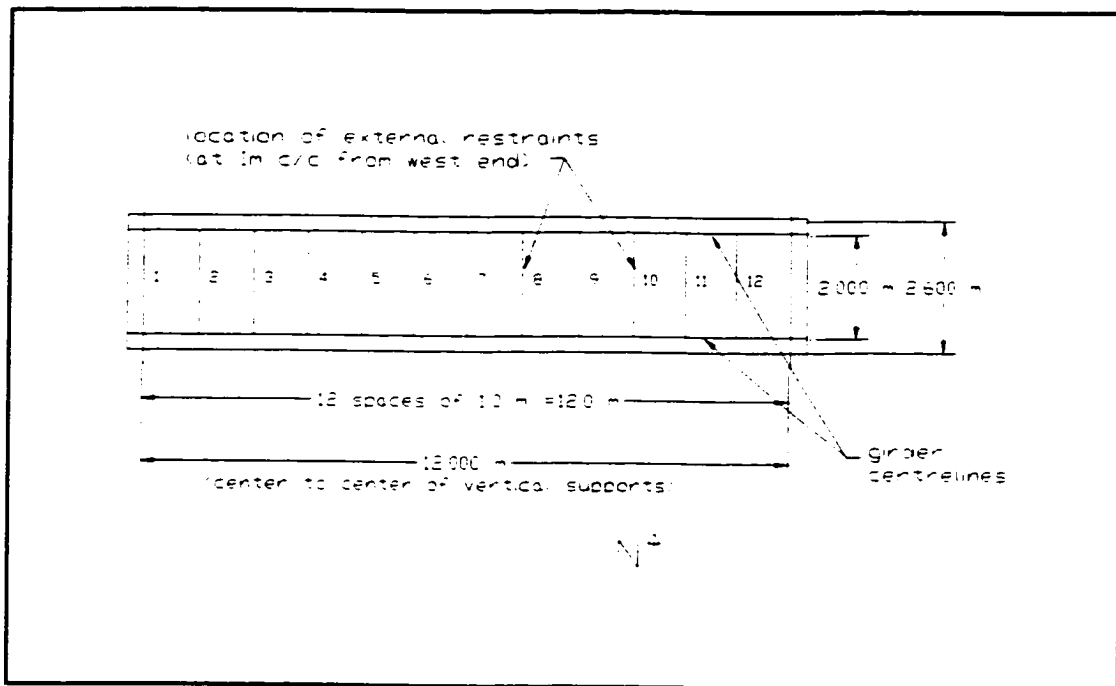 location of external restraints
(at 1m c/c from west end)
1 2 3 4 5 6 7 8 9 10 11 12
2.000 m 2.600 m
12 spaces of 1.0 m =12.0 m
12.000 m
(center to center of vertical supports)
girder
centrelines
N